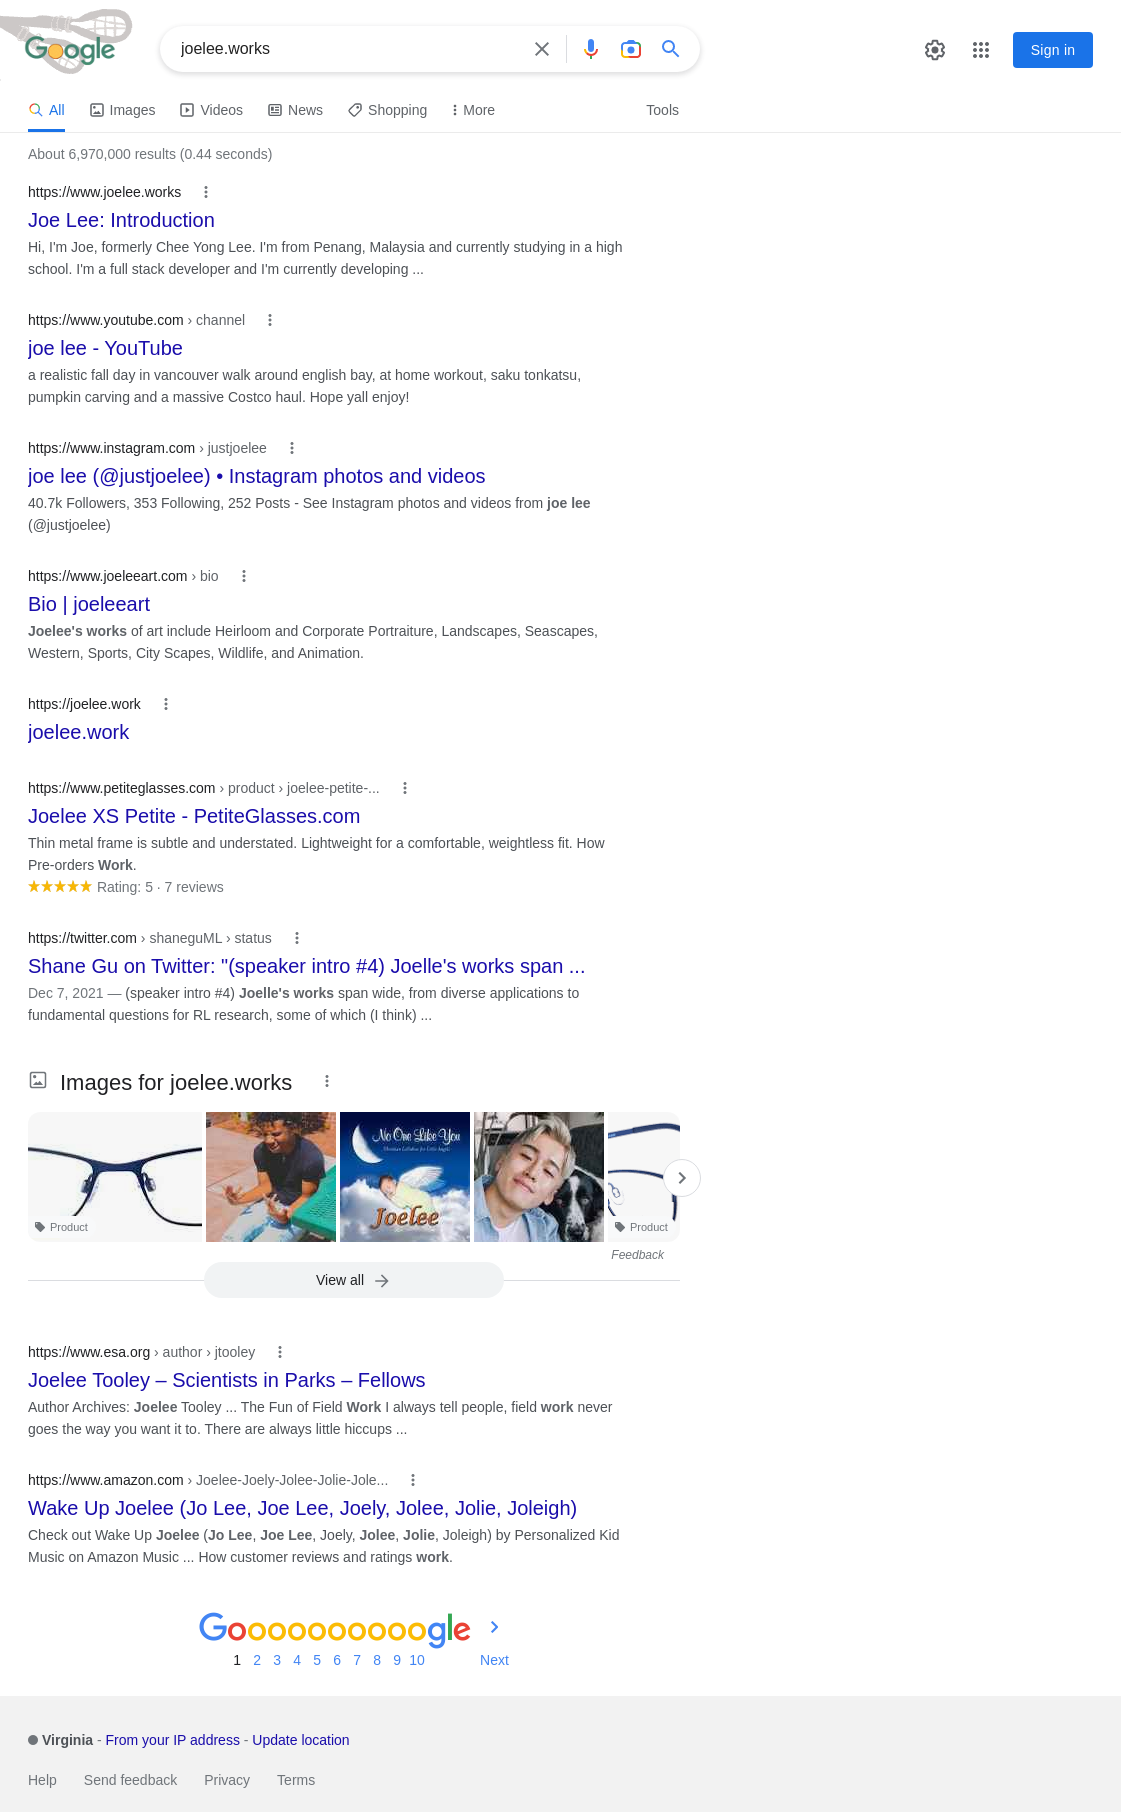 Google
joelee.works
Sign in
All Images Videos News Shopping More Tools
About 6,970,000 results (0.44 seconds)
https://www.joelee.works
Joe Lee: Introduction
Hi, I'm Joe, formerly Chee Yong Lee. I'm from Penang, Malaysia and currently studying in a high
school. I'm a full stack developer and I'm currently developing ...
https://www.youtube.com › channel
joe lee - YouTube
a realistic fall day in vancouver walk around english bay, at home workout, saku tonkatsu,
pumpkin carving and a massive Costco haul. Hope yall enjoy!
https://www.instagram.com › justjoelee
joe lee (@justjoelee) • Instagram photos and videos
40.7k Followers, 353 Following, 252 Posts - See Instagram photos and videos from joe lee
(@justjoelee)
https://www.joeleeart.com › bio
Bio | joeleeart
Joelee's works of art include Heirloom and Corporate Portraiture, Landscapes, Seascapes,
Western, Sports, City Scapes, Wildlife, and Animation.
https://joelee.work
joelee.work
https://www.petiteglasses.com › product › joelee-petite-...
Joelee XS Petite - PetiteGlasses.com
Thin metal frame is subtle and understated. Lightweight for a comfortable, weightless fit. How
Pre-orders Work.
Rating: 5 · 7 reviews
https://twitter.com › shaneguML › status
Shane Gu on Twitter: "(speaker intro #4) Joelle's works span ...
Dec 7, 2021 — (speaker intro #4) Joelle's works span wide, from diverse applications to
fundamental questions for RL research, some of which (I think) ...
Images for joelee.works
No One Like You
Joelee
Product
Product
Feedback
View all
https://www.esa.org › author › jtooley
Joelee Tooley – Scientists in Parks – Fellows
Author Archives: Joelee Tooley ... The Fun of Field Work I always tell people, field work never
goes the way you want it to. There are always little hiccups ...
https://www.amazon.com › Joelee-Joely-Jolee-Jolie-Jole...
Wake Up Joelee (Jo Lee, Joe Lee, Joely, Jolee, Jolie, Joleigh)
Check out Wake Up Joelee (Jo Lee, Joe Lee, Joely, Jolee, Jolie, Joleigh) by Personalized Kid
Music on Amazon Music ... How customer reviews and ratings work.
Goooooooooogle
1 2 3 4 5 6 7 8 9 10 Next
Virginia - From your IP address - Update location
Help Send feedback Privacy Terms